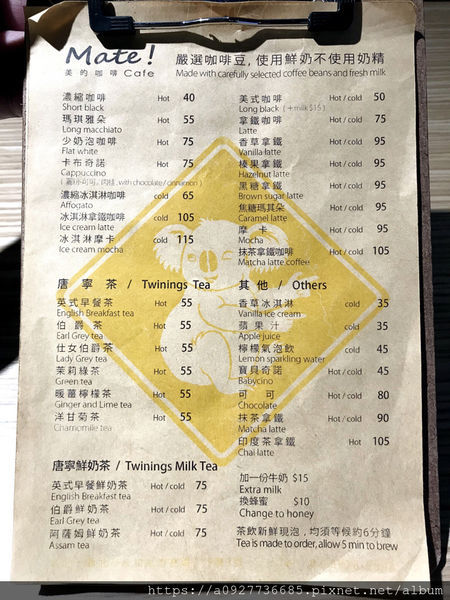 Mate!
美的咖啡 Cafe
嚴選咖啡豆, 使用鮮奶不使用奶精
Made with carefully selected coffee beans and fresh milk
濃縮咖啡 Hot 40
Short black
瑪琪雅朵 Hot 55
Long macchiato
少奶泡咖啡 Hot 75
Flat white
卡布奇諾 Hot 75
Cappuccino
, with chocolate / cinnamon )
濃縮冰淇淋咖啡 cold 65
Affogato
冰淇淋拿鐵咖啡 cold 105
Ice cream latte
冰淇淋摩卡 cold 115
Ice cream mocha
美式咖啡 Hot / cold 50
Long black (+milk $15)
拿鐵咖啡 Hot / cold 75
Latte
香草拿鐵 Hot / cold 95
Vanilla latte
榛果拿鐵 Hot / cold 95
Hazelnut latte
黑糖拿鐵 Hot / cold 95
Brown sugar latte
焦糖瑪其朵 Hot / cold 95
Caramel latte
摩卡 Hot / cold 95
Mocha
抹茶拿鐵咖啡 Hot / cold 95
Matcha latte coffee
唐寧茶 / Twinings Tea
英式早餐茶 Hot 55
English Breakfast tea
伯爵茶 Hot 55
Earl Grey tea
仕女伯爵茶 Hot 55
Lady Grey tea
茉莉綠茶 Hot 55
Green tea
暖薑檸檬茶 Hot 55
Ginger and Lime tea
洋甘菊茶 Hot 55
Chamomile tea
其他 / Others
香草冰淇淋 cold 35
Vanilla ice cream
蘋果汁 cold 35
Apple juice
檸檬氣泡飲 cold 45
Lemon sparkling water
寶貝奇諾 Hot / cold 45
Babycino
可可 Hot / cold 80
Chocolate
抹茶拿鐵 Hot / cold 90
Matcha latte
印度茶拿鐵 Hot 105
Chai latte
唐寧鮮奶茶 / Twinings Milk Tea
英式早餐鮮奶茶 Hot / cold 75
English Breakfast tea
伯爵鮮奶茶 Hot / cold 75
Earl Grey tea
阿薩姆鮮奶茶 Hot / cold 75
Assam tea
加一份牛奶 $15
Extra milk
換蜂蜜 $10
Change to honey
茶飲新鮮現泡，均須等候約6分鐘
Tea is made to order, allow 5 min to brew
https://a0927736685.pixnet.net/album